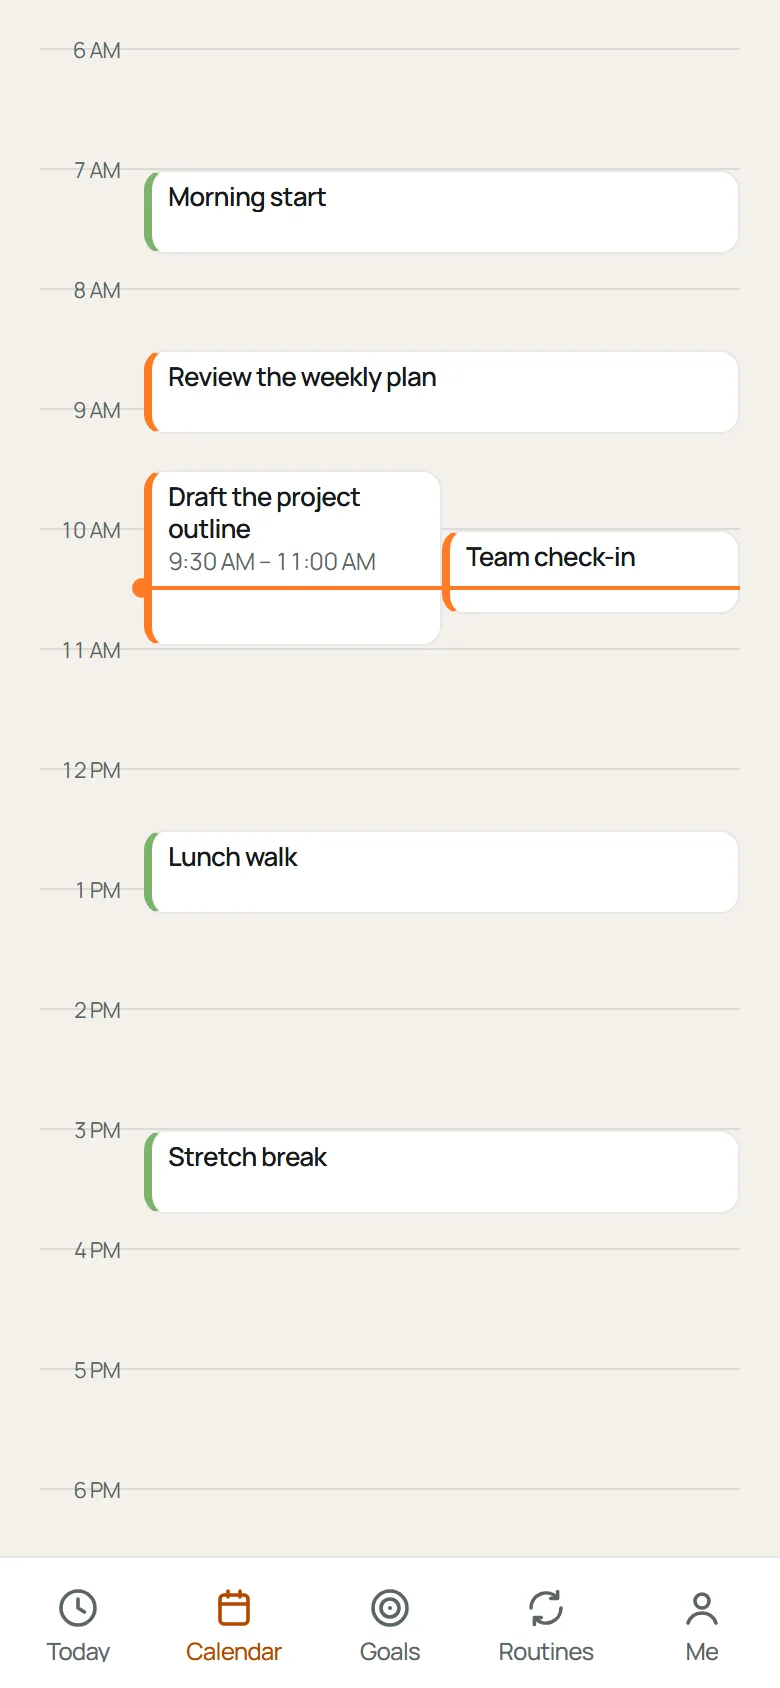 6 AM
7 AM
Morning start
8 AM
Review the weekly plan
9 AM
Draft the project
outline
9:30 AM – 11:00 AM
10 AM
Team check-in
11 AM
12 PM
Lunch walk
1 PM
2 PM
3 PM
Stretch break
4 PM
5 PM
6 PM
Today
Calendar
Goals
Routines
Me